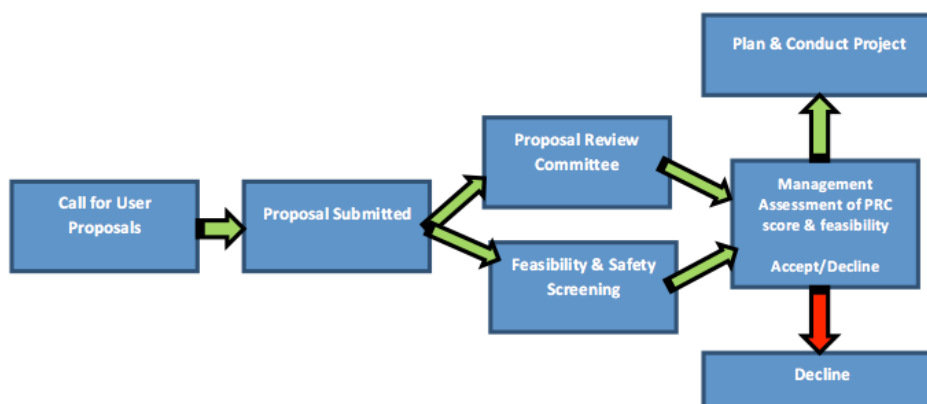 Plan & Conduct Project
Proposal Review
Committee
Call for User
Proposals
Proposal Submitted
Management
Assessment of PRC
score & feasibility
Accept/Decline
Feasibility & Safety
Screening
Decline